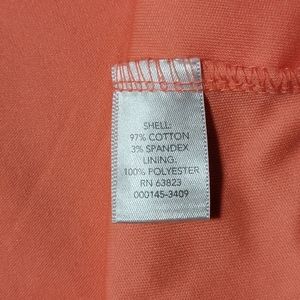 SHELL:
97% COTTON
3% SPANDEX
LINING:
100% POLYESTER
RN 63823
000145-3409